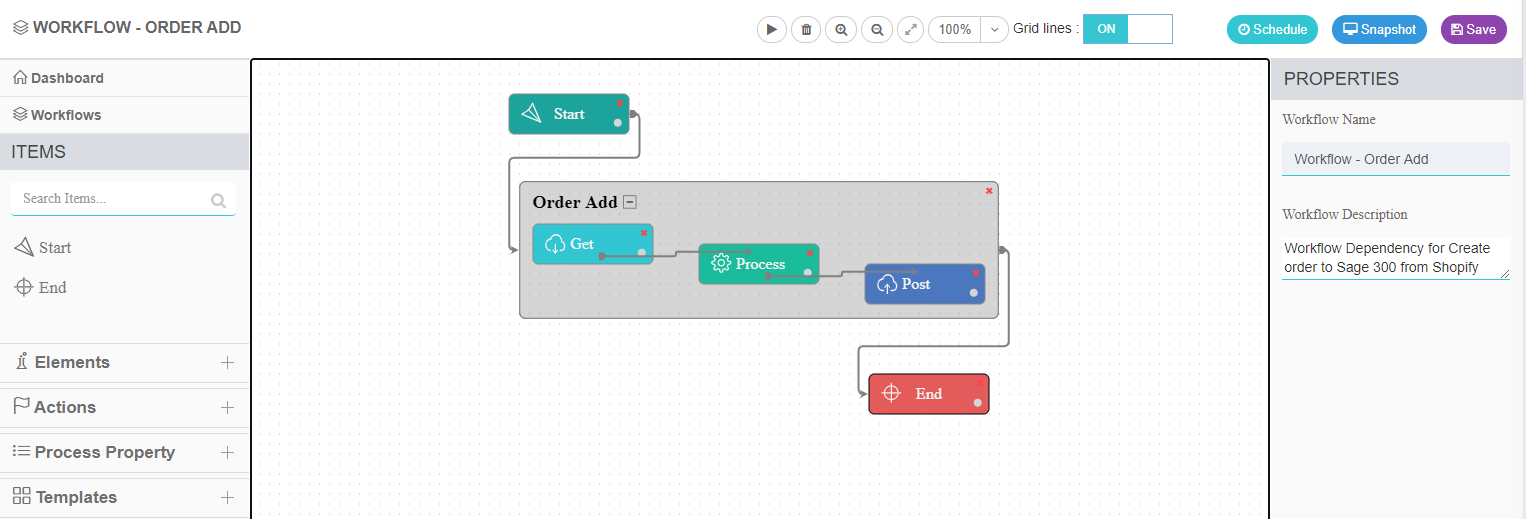 WORKFLOW - ORDER ADD
100%
Grid lines :
ON
Schedule
Snapshot
Save
Dashboard
Workflows
ITEMS
Search Items...
Start
End
Elements
Actions
Process Property
Templates
Start
Order Add
Get
Process
Post
End
PROPERTIES
Workflow Name
Workflow - Order Add
Workflow Description
Workflow Dependency for Create
order to Sage 300 from Shopify